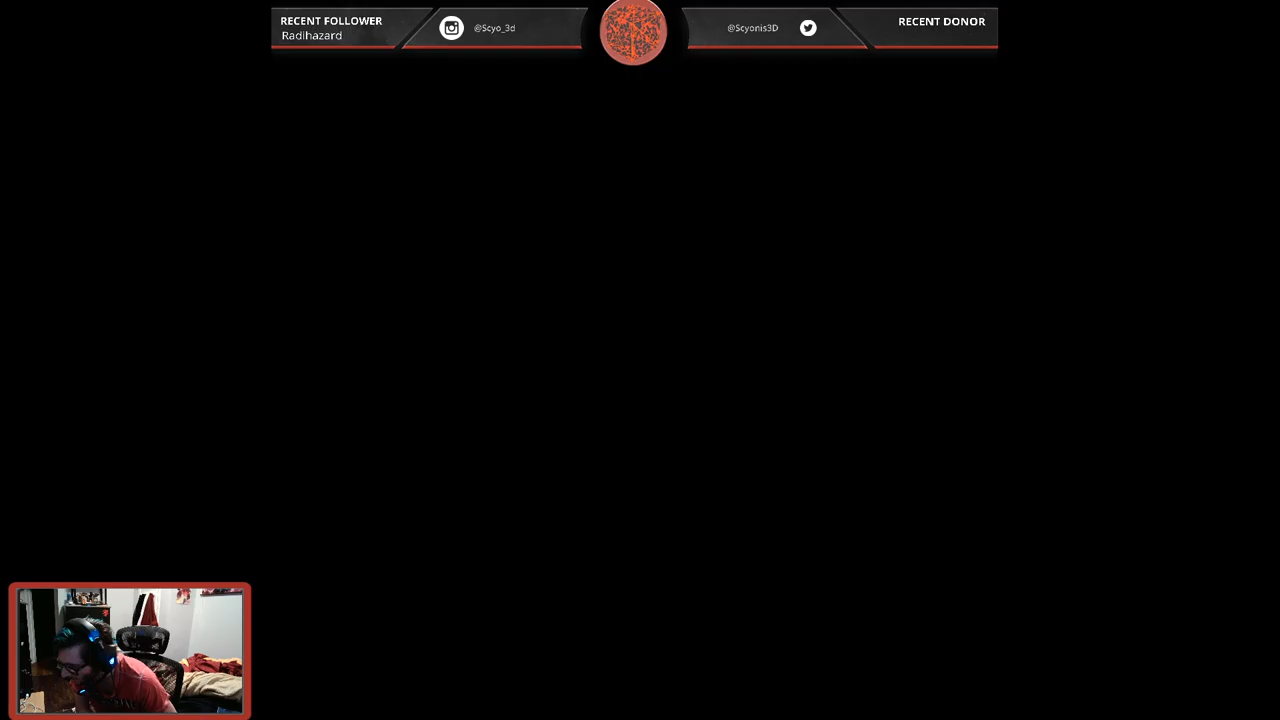 RECENT FOLLOWER
Radihazard
@Scyo_3d
@Scyonis3D
RECENT DONOR